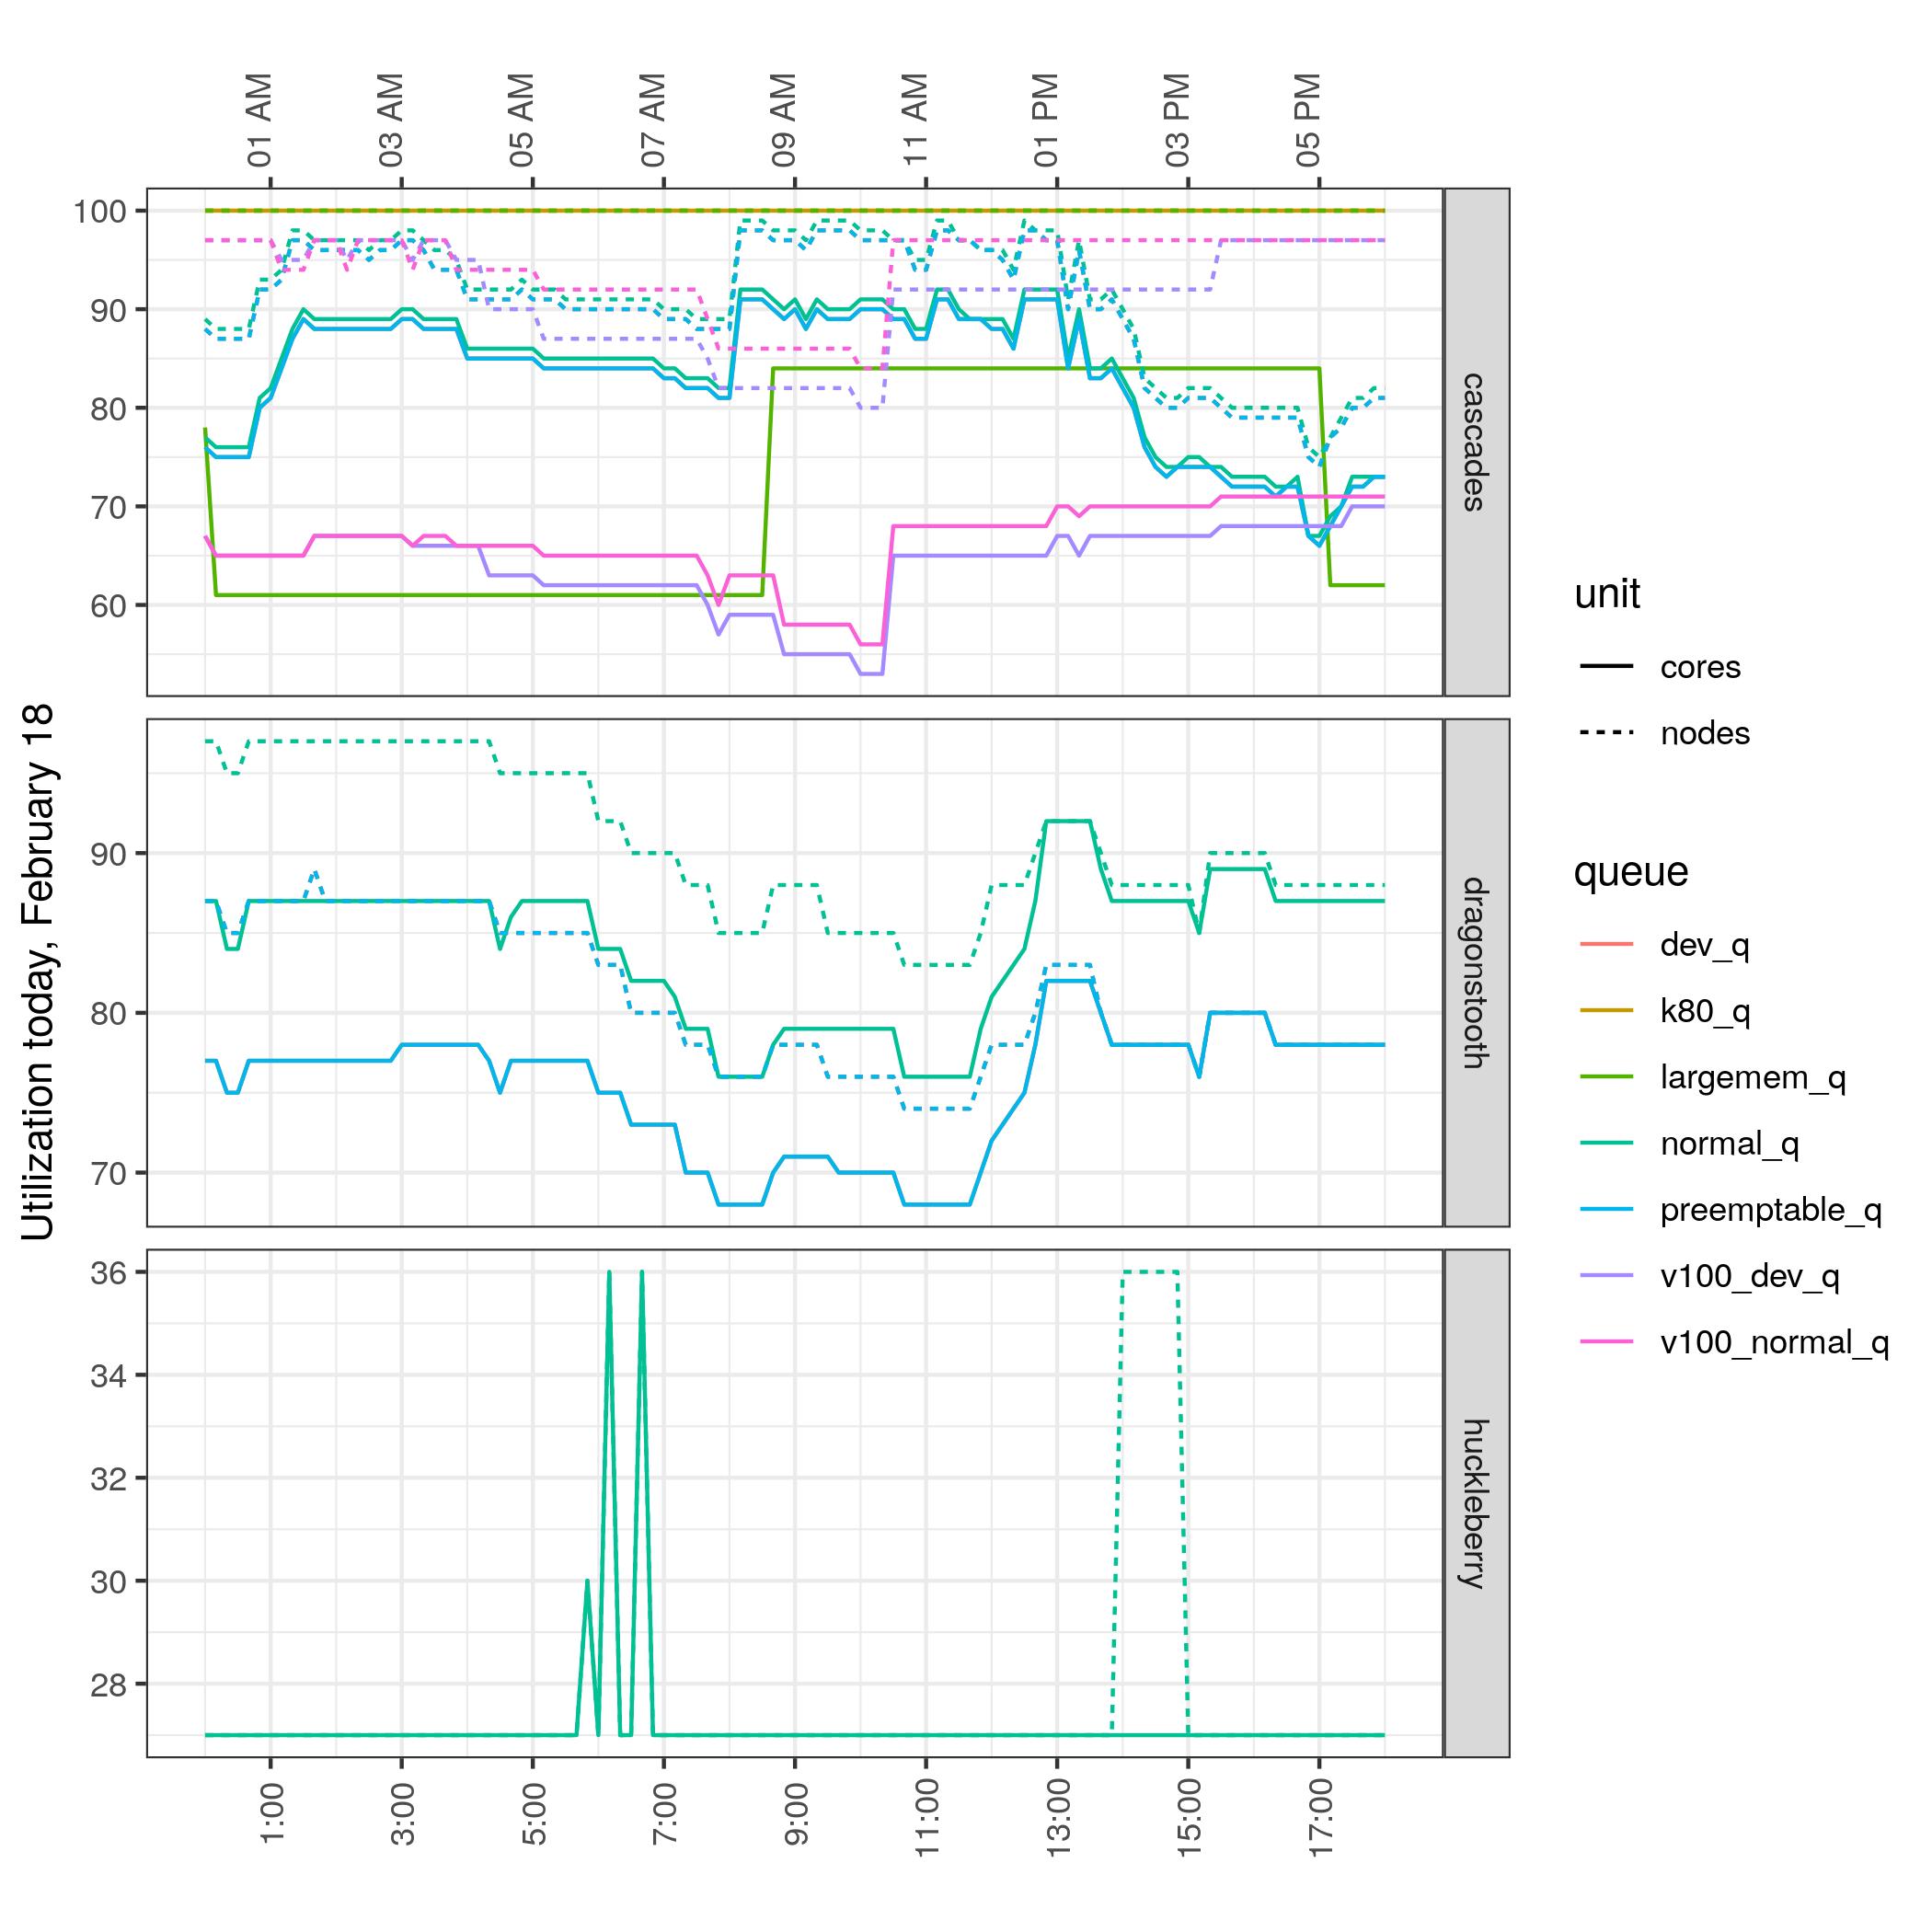 01 AM
03 AM
05 AM
07 AM
09 AM
11 AM
01 PM
03 PM
05 PM
Utilization today, February 18
100
90
80
70
60
cascades
90
80
70
dragonstooth
36
34
32
30
28
huckleberry
1:00
3:00
5:00
7:00
9:00
11:00
13:00
15:00
17:00
unit
cores
nodes
queue
dev_q
k80_q
largemem_q
normal_q
preemptable_q
v100_dev_q
v100_normal_q